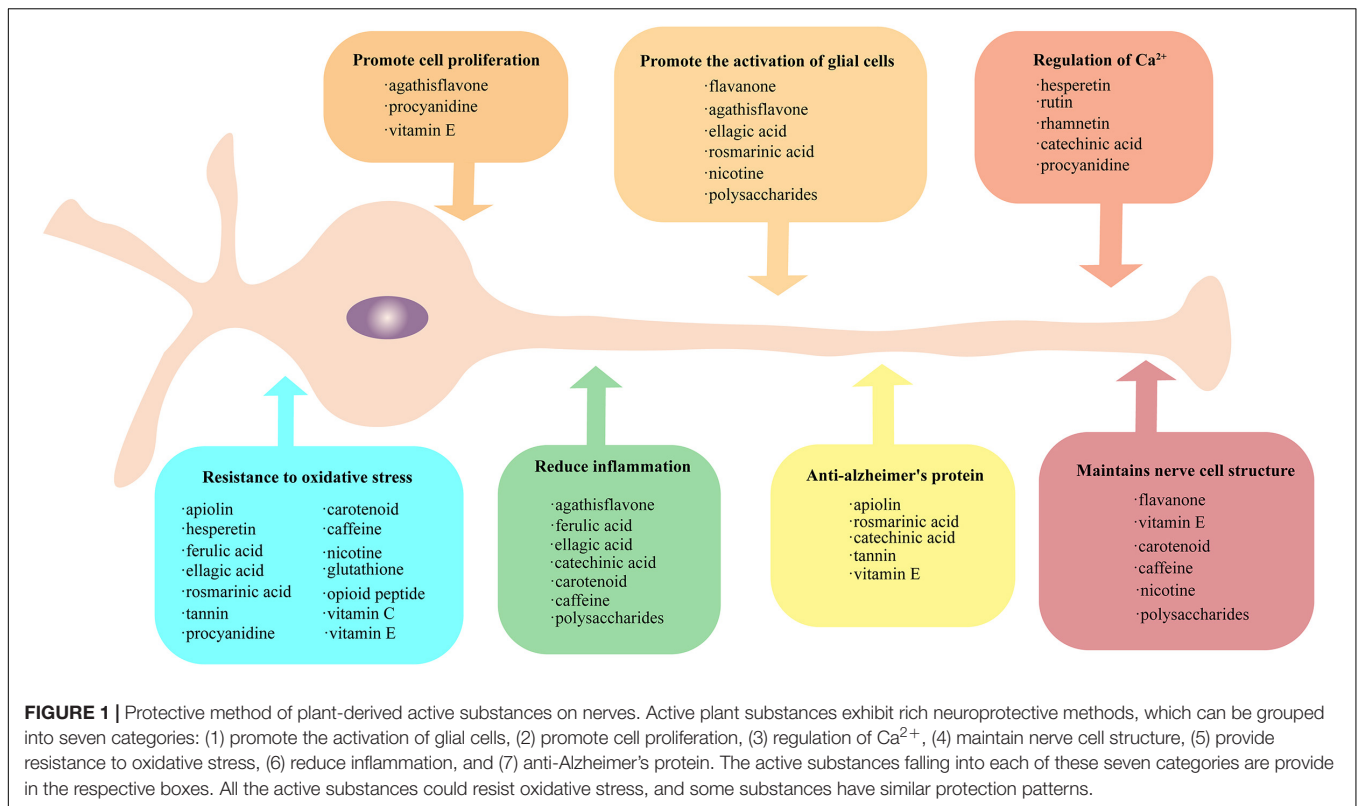 Promote cell proliferation
·agathisflavone
·procyanidine
·vitamin E
Promote the activation of glial cells
·flavanone
·agathisflavone
·ellagic acid
·rosmarinic acid
·nicotine
·polysaccharides
Regulation of Ca²⁺
·hesperetin
·rutin
·rhamnetin
·catechinic acid
·procyanidine
Resistance to oxidative stress
·apiolin
·hesperetin
·ferulic acid
·ellagic acid
·rosmarinic acid
·tannin
·procyanidine
·carotenoid
·caffeine
·nicotine
·glutathione
·opioid peptide
·vitamin C
·vitamin E
Reduce inflammation
·agathisflavone
·ferulic acid
·ellagic acid
·catechinic acid
·carotenoid
·caffeine
·polysaccharides
Anti-alzheimer's protein
·apiolin
·rosmarinic acid
·catechinic acid
·tannin
·vitamin E
Maintains nerve cell structure
·flavanone
·vitamin E
·carotenoid
·caffeine
·nicotine
·polysaccharides
FIGURE 1 | Protective method of plant-derived active substances on nerves. Active plant substances exhibit rich neuroprotective methods, which can be grouped
into seven categories: (1) promote the activation of glial cells, (2) promote cell proliferation, (3) regulation of Ca²⁺, (4) maintain nerve cell structure, (5) provide
resistance to oxidative stress, (6) reduce inflammation, and (7) anti-Alzheimer's protein. The active substances falling into each of these seven categories are provide
in the respective boxes. All the active substances could resist oxidative stress, and some substances have similar protection patterns.